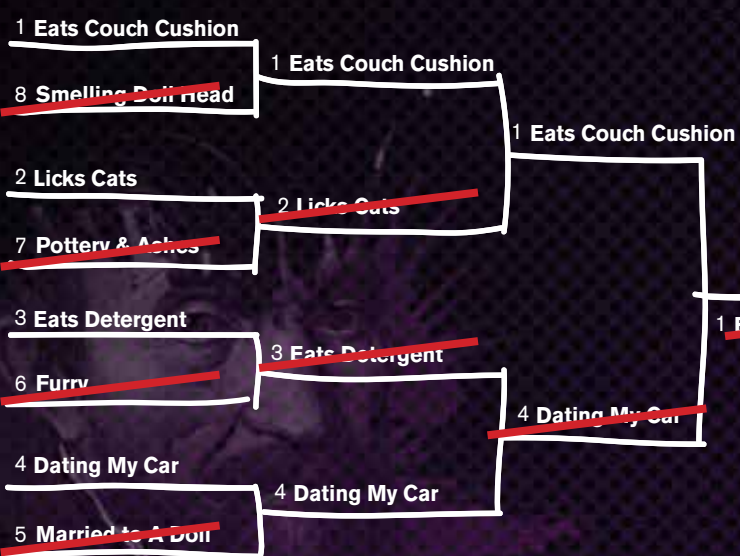 1 Eats Couch Cushion
8 Smelling Doll Head
2 Licks Cats
7 Pottery & Ashes
3 Eats Detergent
6 Furry
4 Dating My Car
5 Married to A Doll
1 Eats Couch Cushion
2 Licks Cats
3 Eats Detergent
4 Dating My Car
1 Eats Couch Cushion
4 Dating My Car
1